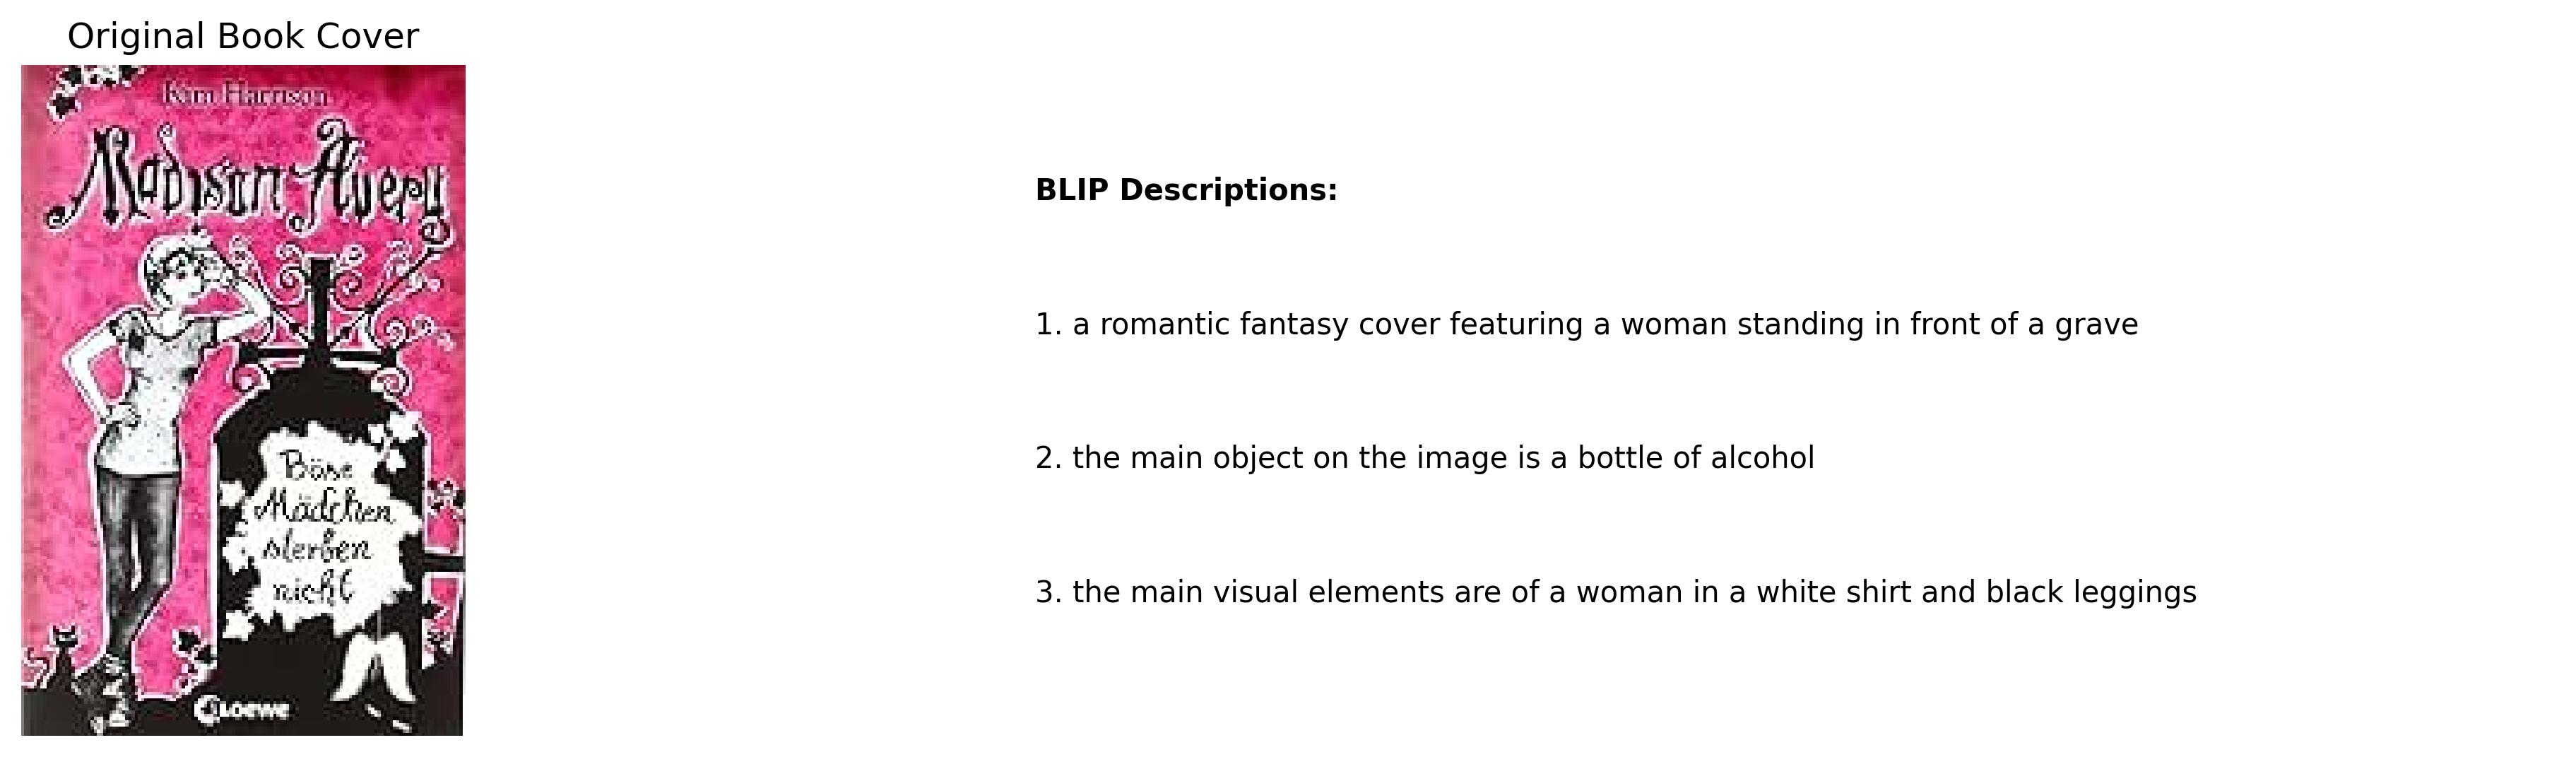 Original Book Cover
Kim Harrison
Madison Avery
Böse
Mädchen
sterben
nicht
Loewe
BLIP Descriptions:
1. a romantic fantasy cover featuring a woman standing in front of a grave
2. the main object on the image is a bottle of alcohol
3. the main visual elements are of a woman in a white shirt and black leggings